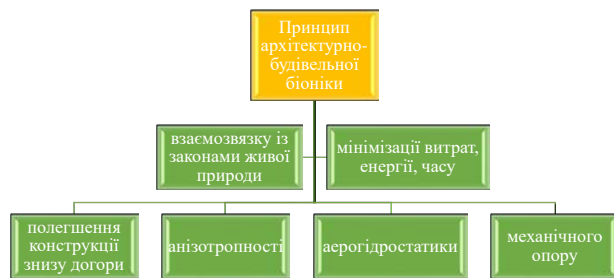 Принцип
архітектурно-
будівельної
біоніки
взаємозвязку із
законами живої
природи
мінімізації витрат,
енергії, часу
полегшення
конструкції
знизу догори
анізотропності
аерогідростатики
механічного
опору